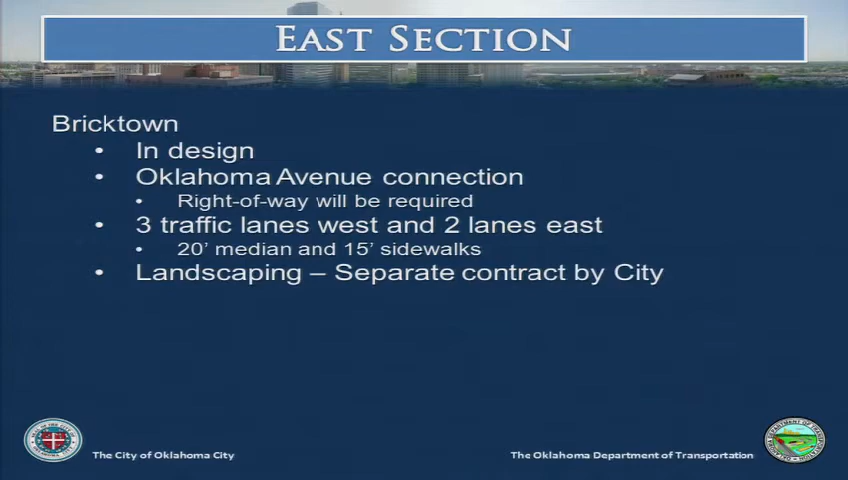 EAST SECTION
Bricktown
• In design
• Oklahoma Avenue connection
• Right-of-way will be required
• 3 traffic lanes west and 2 lanes east
• 20’ median and 15’ sidewalks
• Landscaping – Separate contract by City
The City of Oklahoma City
The Oklahoma Department of Transportation